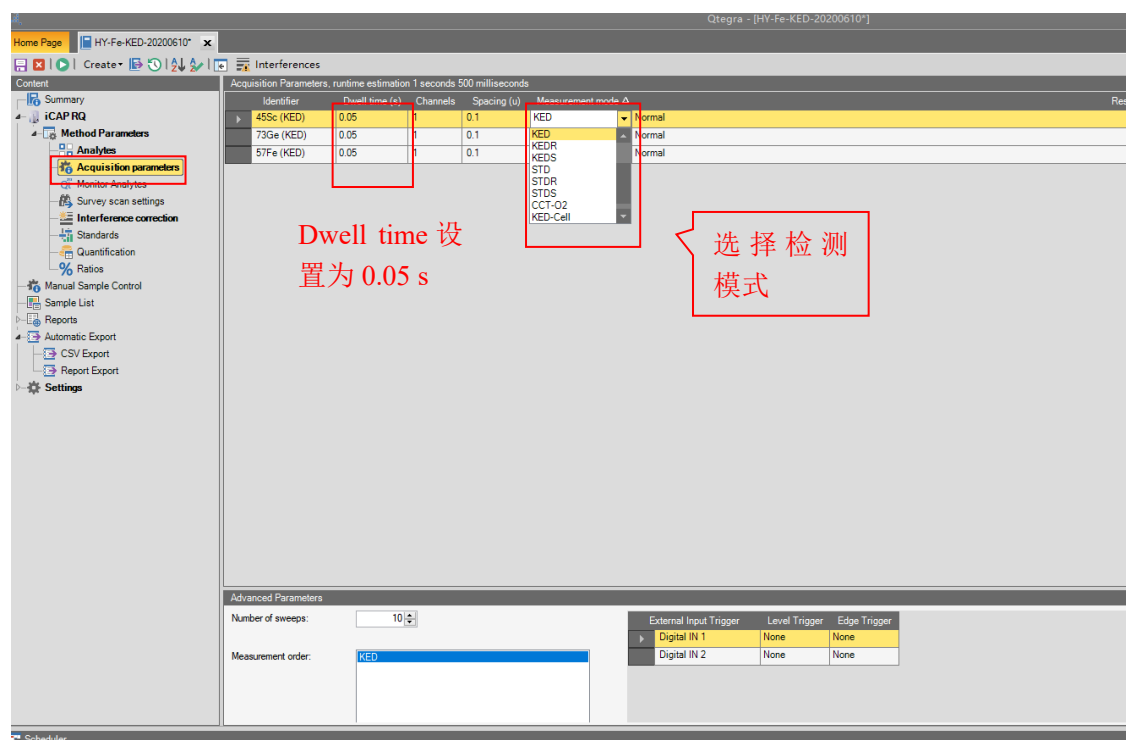 Qtegra - [HY-Fe-KED-20200610*]
Home Page HY-Fe-KED-20200610* x
Create Interferences
Content
Summary
iCAP RQ
Method Parameters
Analytes
Acquisition parameters
Monitor Analytes
Survey scan settings
Interference correction
Standards
Quantification
Ratios
Manual Sample Control
Sample List
Reports
Automatic Export
CSV Export
Report Export
Settings
Acquisition Parameters, runtime estimation 1 seconds 500 milliseconds
Identifier Dwell time (s) Channels Spacing (u) Measurement mode Res
45Sc (KED) 0.05 1 0.1 KED Normal
73Ge (KED) 0.05 1 0.1 Normal
57Fe (KED) 0.05 1 0.1 Normal
KED
KEDR
KEDS
STD
STDR
STDS
CCT-O2
KED-Cell
Dwell time 设
置为 0.05 s
选择检测
模式
Advanced Parameters
Number of sweeps: 10
Measurement order: KED
External Input Trigger Level Trigger Edge Trigger
Digital IN 1 None None
Digital IN 2 None None
Scheduler